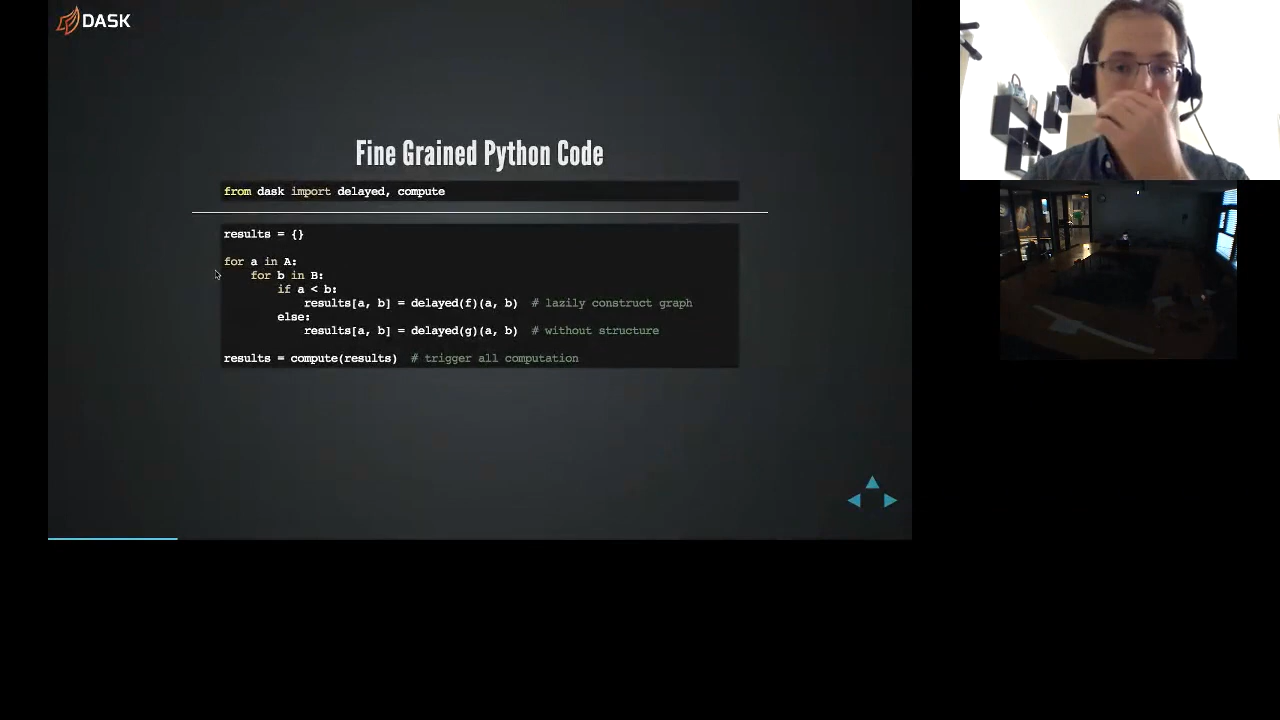 DASK
Fine Grained Python Code
from dask import delayed, compute
results = {}
for a in A:
    for b in B:
        if a < b:
            results[a, b] = delayed(f)(a, b)  # lazily construct graph
        else:
            results[a, b] = delayed(g)(a, b)  # without structure
results = compute(results)  # trigger all computation